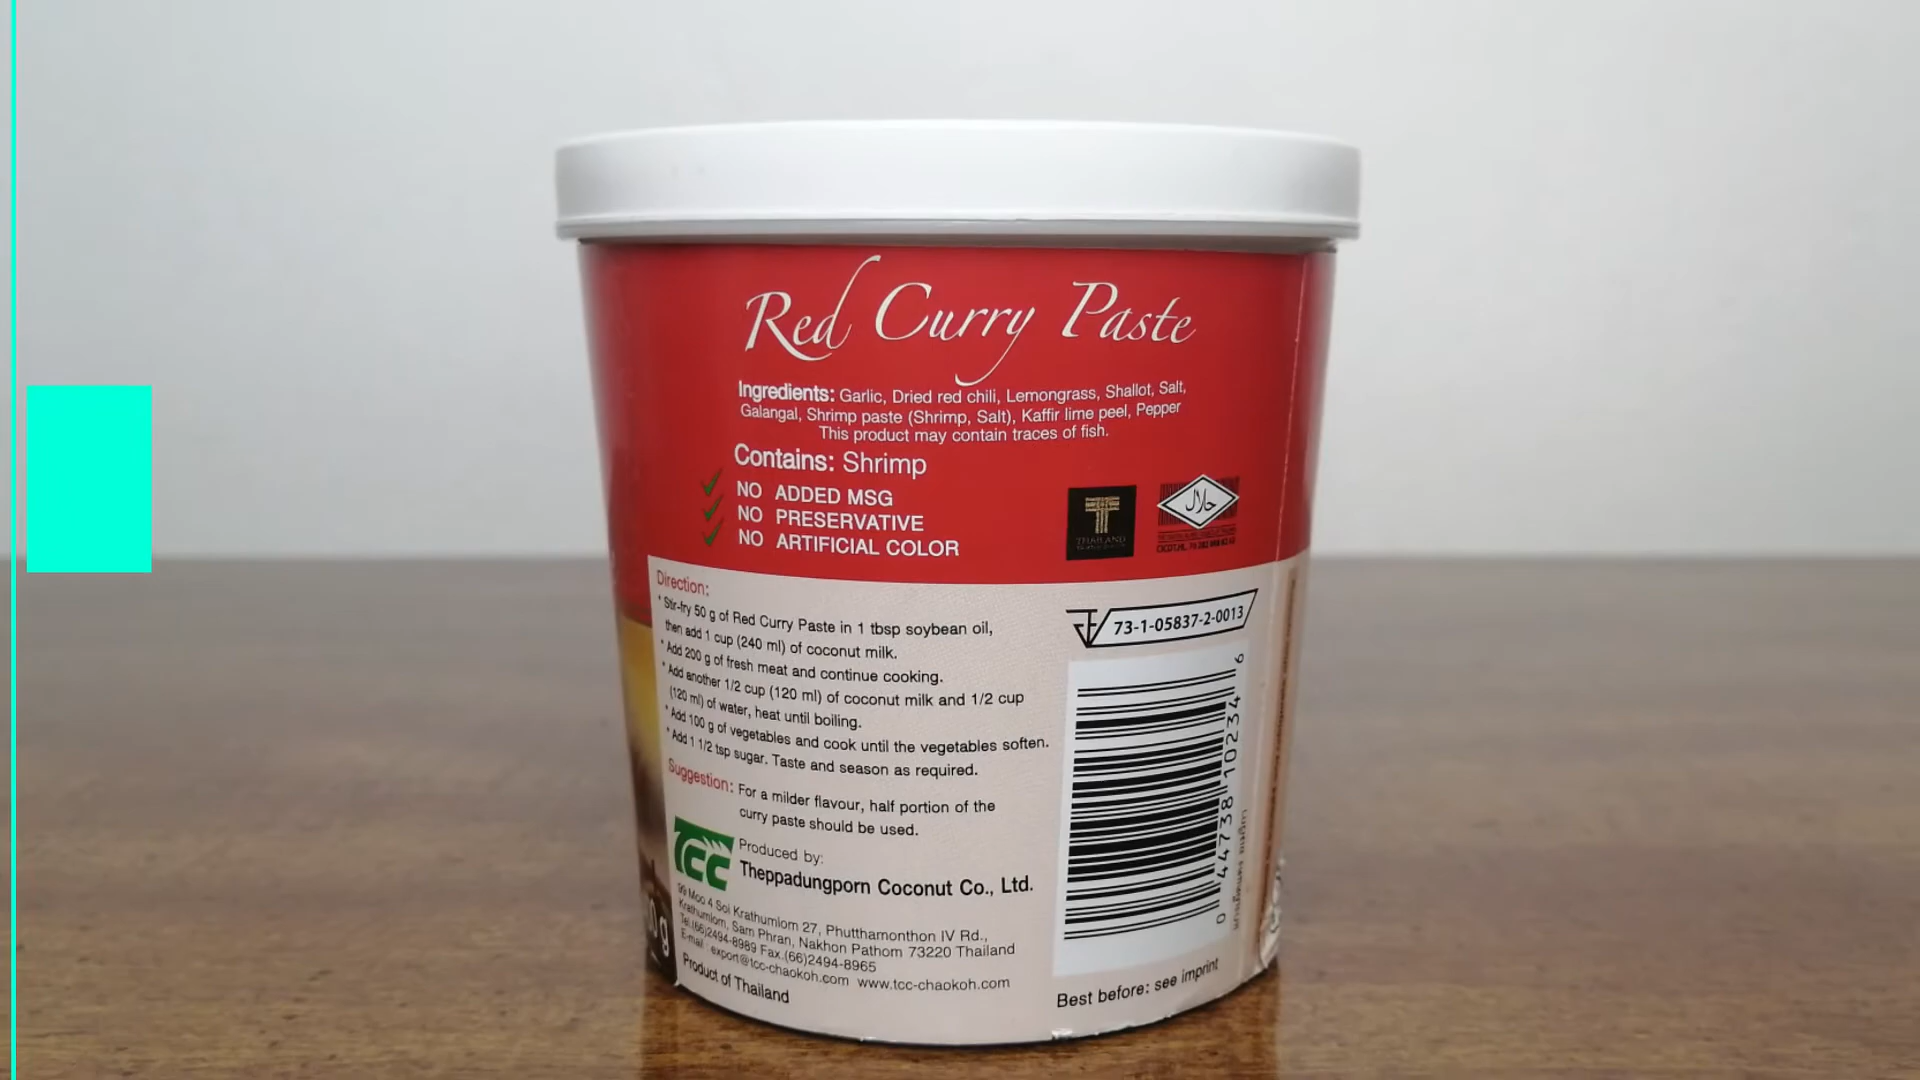 Red Curry Paste
Ingredients: Garlic, Dried red chili, Lemongrass, Shallot, Salt,
Galangal, Shrimp paste (Shrimp, Salt), Kaffir lime peel, Pepper
This product may contain traces of fish.
Contains: Shrimp
NO ADDED MSG
NO PRESERVATIVE
NO ARTIFICIAL COLOR
THAILAND
حلال
Direction:
* Stir-fry 50 g of Red Curry Paste in 1 tbsp soybean oil,
then add 1 cup (240 ml) of coconut milk.
* Add 200 g of fresh meat and continue cooking.
* Add another 1/2 cup (120 ml) of coconut milk and 1/2 cup
(120 ml) of water, heat until boiling.
* Add 100 g of vegetables and cook until the vegetables soften.
* Add 1 1/2 tsp sugar. Taste and season as required.
Suggestion: For a milder flavour, half portion of the
curry paste should be used.
TCC
Produced by:
Theppadungporn Coconut Co., Ltd.
99 Moo 4 Soi Krathumlom 27, Phutthamonthon IV Rd.,
Krathumlom, Sam Phran, Nakhon Pathom 73220 Thailand
Tel.(66)2494-8989 Fax.(66)2494-8965
E-mail : export@tcc-chaokoh.com www.tcc-chaokoh.com
Product of Thailand
73-1-05837-2-0013
0 44738 10234 6
Best before: see imprint
0 g